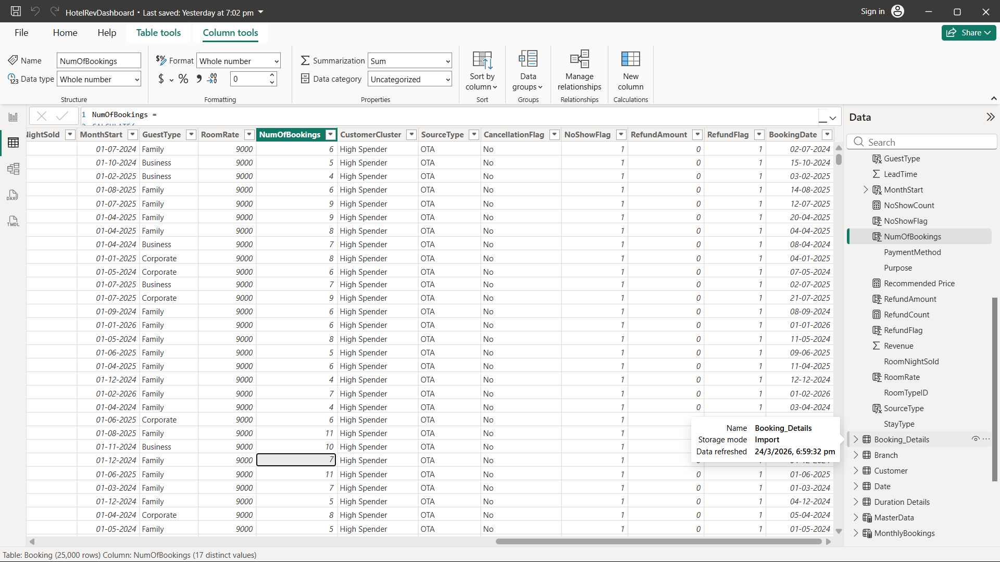 HotelRevDashboard • Last saved: Yesterday at 7:02 pm
Sign in
File
Home
Help
Table tools
Column tools
Share
Name
NumOfBookings
Data type
Whole number
Structure
Format
Whole number
$
%
0
Formatting
Summarization
Sum
Data category
Uncategorized
Properties
Sort by
column
Sort
Data
groups
Groups
Manage
relationships
Relationships
New
column
Calculations
DAX
TMDL
1 NumOfBookings =
NightSold MonthStart GuestType RoomRate NumOfBookings CustomerCluster SourceType CancellationFlag NoShowFlag RefundAmount RefundFlag BookingDate
01-07-2024 Family 9000 6 High Spender OTA No 1 0 1 02-07-2024
01-10-2024 Business 9000 5 High Spender OTA No 1 0 1 15-10-2024
01-02-2025 Business 9000 4 High Spender OTA No 1 0 1 03-02-2025
01-08-2025 Family 9000 6 High Spender OTA No 1 0 1 14-08-2025
01-07-2025 Family 9000 9 High Spender OTA No 1 0 1 12-07-2025
01-04-2025 Family 9000 9 High Spender OTA No 1 0 1 20-04-2025
01-04-2025 Family 9000 8 High Spender OTA No 1 0 1 04-04-2025
01-04-2024 Business 9000 7 High Spender OTA No 1 0 1 08-04-2024
01-01-2025 Corporate 9000 8 High Spender OTA No 1 0 1 04-01-2025
01-05-2024 Corporate 9000 6 High Spender OTA No 1 0 1 07-05-2024
01-07-2025 Business 9000 7 High Spender OTA No 1 0 1 02-07-2025
01-07-2025 Corporate 9000 9 High Spender OTA No 1 0 1 21-07-2025
01-09-2024 Family 9000 6 High Spender OTA No 1 0 1 08-09-2024
01-01-2026 Family 9000 6 High Spender OTA No 1 0 1 01-01-2026
01-05-2024 Family 9000 8 High Spender OTA No 1 0 1 11-05-2024
01-06-2025 Family 9000 5 High Spender OTA No 1 0 1 09-06-2025
01-04-2025 Family 9000 6 High Spender OTA No 1 0 1 11-04-2025
01-12-2024 Family 9000 4 High Spender OTA No 1 0 1 12-12-2024
01-02-2026 Family 9000 7 High Spender OTA No 1 0 1 01-02-2026
01-04-2024 Family 9000 4 High Spender OTA No 1 0 1 03-04-2024
01-06-2025 Corporate 9000 6 High Spender OTA No 1
01-08-2025 Family 9000 11 High Spender OTA No 1
01-11-2024 Business 9000 10 High Spender OTA No 1
01-12-2024 Family 9000 7 High Spender OTA No 1
01-06-2025 Family 9000 11 High Spender OTA No 1 0 1 01-06-2025
01-03-2024 Family 9000 7 High Spender OTA No 1 0 1 01-03-2024
01-12-2024 Family 9000 5 High Spender OTA No 1 0 1 04-12-2024
01-04-2024 Corporate 9000 8 High Spender OTA No 1 0 1 05-04-2024
01-05-2024 Family 9000 5 High Spender OTA No 1 0 1 01-05-2024
Name Booking_Details
Storage mode Import
Data refreshed 24/3/2026, 6:59:32 pm
Data
Search
GuestType
LeadTime
MonthStart
NoShowCount
NoShowFlag
NumOfBookings
PaymentMethod
Purpose
Recommended Price
RefundAmount
RefundCount
RefundFlag
Revenue
RoomNightSold
RoomRate
RoomTypeID
SourceType
StayType
Booking_Details
Branch
Customer
Date
Duration Details
MasterData
MonthlyBookings
Table: Booking (25,000 rows) Column: NumOfBookings (17 distinct values)